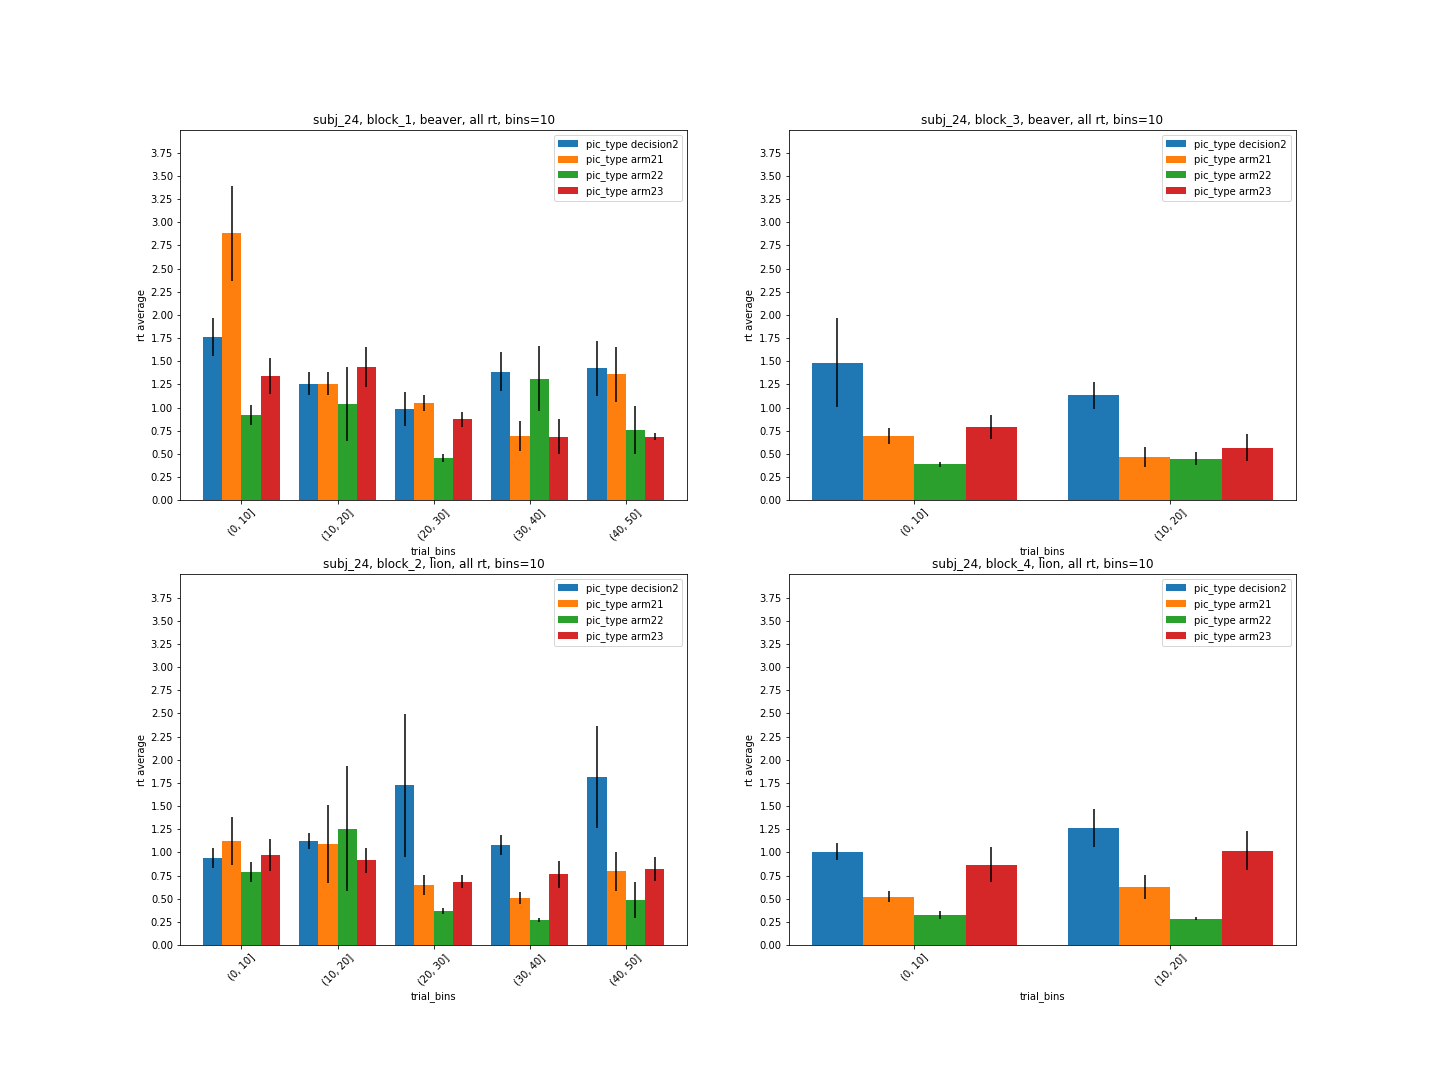 subj_24, block_1, beaver, all rt, bins=10
pic_type decision2
pic_type arm21
pic_type arm22
pic_type arm23
3.75
3.50
3.25
3.00
2.75
2.50
2.25
2.00
1.75
1.50
1.25
1.00
0.75
0.50
0.25
0.00
rt average
(0, 10]
(10, 20]
(20, 30]
(30, 40]
(40, 50]
trial_bins
subj_24, block_3, beaver, all rt, bins=10
pic_type decision2
pic_type arm21
pic_type arm22
pic_type arm23
3.75
3.50
3.25
3.00
2.75
2.50
2.25
2.00
1.75
1.50
1.25
1.00
0.75
0.50
0.25
0.00
rt average
(0, 10]
(10, 20]
trial_bins
subj_24, block_2, lion, all rt, bins=10
pic_type decision2
pic_type arm21
pic_type arm22
pic_type arm23
3.75
3.50
3.25
3.00
2.75
2.50
2.25
2.00
1.75
1.50
1.25
1.00
0.75
0.50
0.25
0.00
rt average
(0, 10]
(10, 20]
(20, 30]
(30, 40]
(40, 50]
trial_bins
subj_24, block_4, lion, all rt, bins=10
pic_type decision2
pic_type arm21
pic_type arm22
pic_type arm23
3.75
3.50
3.25
3.00
2.75
2.50
2.25
2.00
1.75
1.50
1.25
1.00
0.75
0.50
0.25
0.00
rt average
(0, 10]
(10, 20]
trial_bins